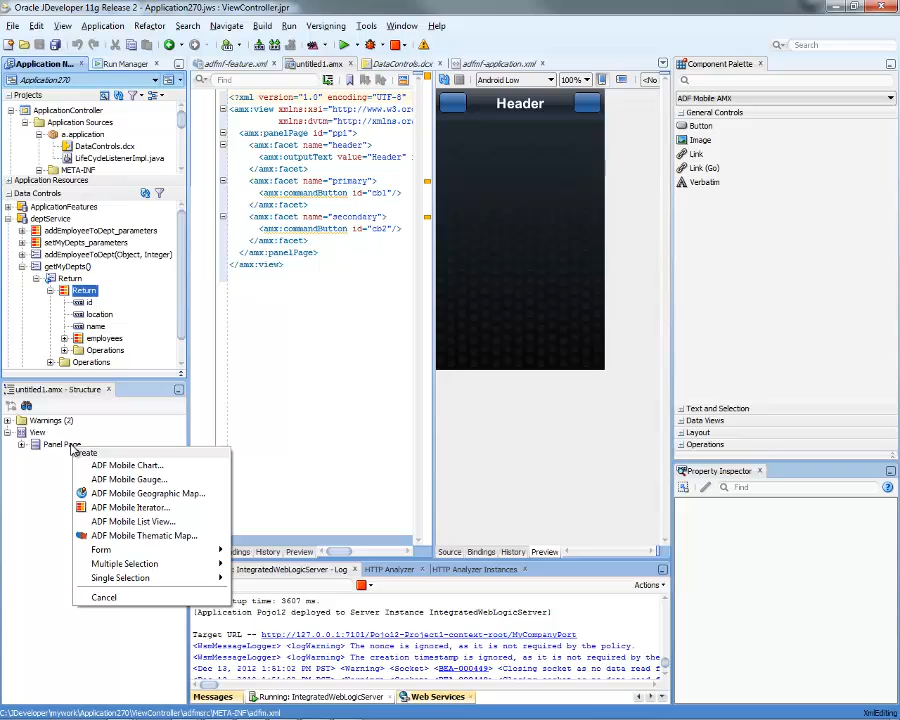 Oracle JDeveloper 11g Release 2 - Application270.jws : ViewController.jpr
File Edit View Application Refactor Search Navigate Build Run Versioning Tools Window Help
Search
Application N...
Run Manager
Application270
Projects
ApplicationController
Application Sources
a.application
DataControls.dcx
LifeCycleListenerImpl.java
META-INF
Application Resources
Data Controls
ApplicationFeatures
deptService
addEmployeeToDept_parameters
setMyDepts_parameters
addEmployeeToDept(Object, Integer)
getMyDepts()
Return
Return
id
location
name
employees
Operations
Operations
untitled1.amx - Structure
Warnings (2)
View
Panel Page
Create
ADF Mobile Chart...
ADF Mobile Gauge...
ADF Mobile Geographic Map...
ADF Mobile Iterator...
ADF Mobile List View...
ADF Mobile Thematic Map...
Form
Multiple Selection
Single Selection
Cancel
adfmf-feature.xml
untitled1.amx
DataControls.dcx
adfmf-application.xml
Find
<?xml version="1.0" encoding="UTF-8"
<amx:view xmlns:xsi="http://www.w3.or
xmlns:dvtm="http://xmlns.
<amx:panelPage id="pp1">
<amx:facet name="header">
<amx:outputText value="Header"
</amx:facet>
<amx:facet name="primary">
<amx:commandButton id="cb1"/>
</amx:facet>
<amx:facet name="secondary">
<amx:commandButton id="cb2"/>
</amx:facet>
</amx:panelPage>
</amx:view>
Bindings History Preview
Android Low
100%
<No
Header
Source Bindings History Preview
Component Palette
ADF Mobile AMX
General Controls
Button
Image
Link
Link (Go)
Verbatim
Text and Selection
Data Views
Layout
Operations
Property Inspector
Find
IntegratedWebLogicServer - Log
HTTP Analyzer
HTTP Analyzer Instances
Actions
startup time: 3607 ms.
[Application Pojo12 deployed to Server Instance IntegratedWebLogicServer]
Target URL -- http://127.0.0.1:7101/Pojo12-Project1-context-root/MyCompanyPort
<WsmMessageLogger> <logWarning> The nonce is ignored, as it is not required by the policy.
<WsmMessageLogger> <logWarning> The creation timestamp is ignored, as it is not required by the
<Dec 13, 2012 1:51:02 PM PST> <Warning> <Socket> <BEA-000449> <Closing socket as no data read f
Messages
Running: IntegratedWebLogicServer
Web Services
C:\JDeveloper\mywork\Application270\ViewController\adfmsrc\META-INF\adfm.xml
XmlEditing